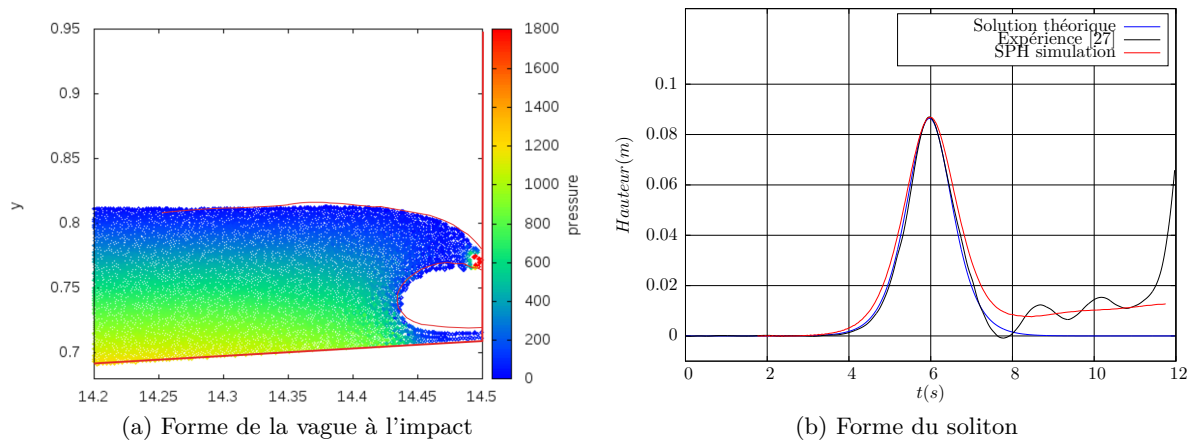 0.95
0.9
0.85
0.8
0.75
0.7
y
14.2 14.25 14.3 14.35 14.4 14.45 14.5
1800
1600
1400
1200
1000
800
600
400
200
0
pressure
(a) Forme de la vague à l'impact
Solution théorique
Expérience [27]
SPH simulation
0.1
0.08
0.06
0.04
0.02
0
Hauteur(m)
0 2 4 6 8 10 12
t(s)
(b) Forme du soliton